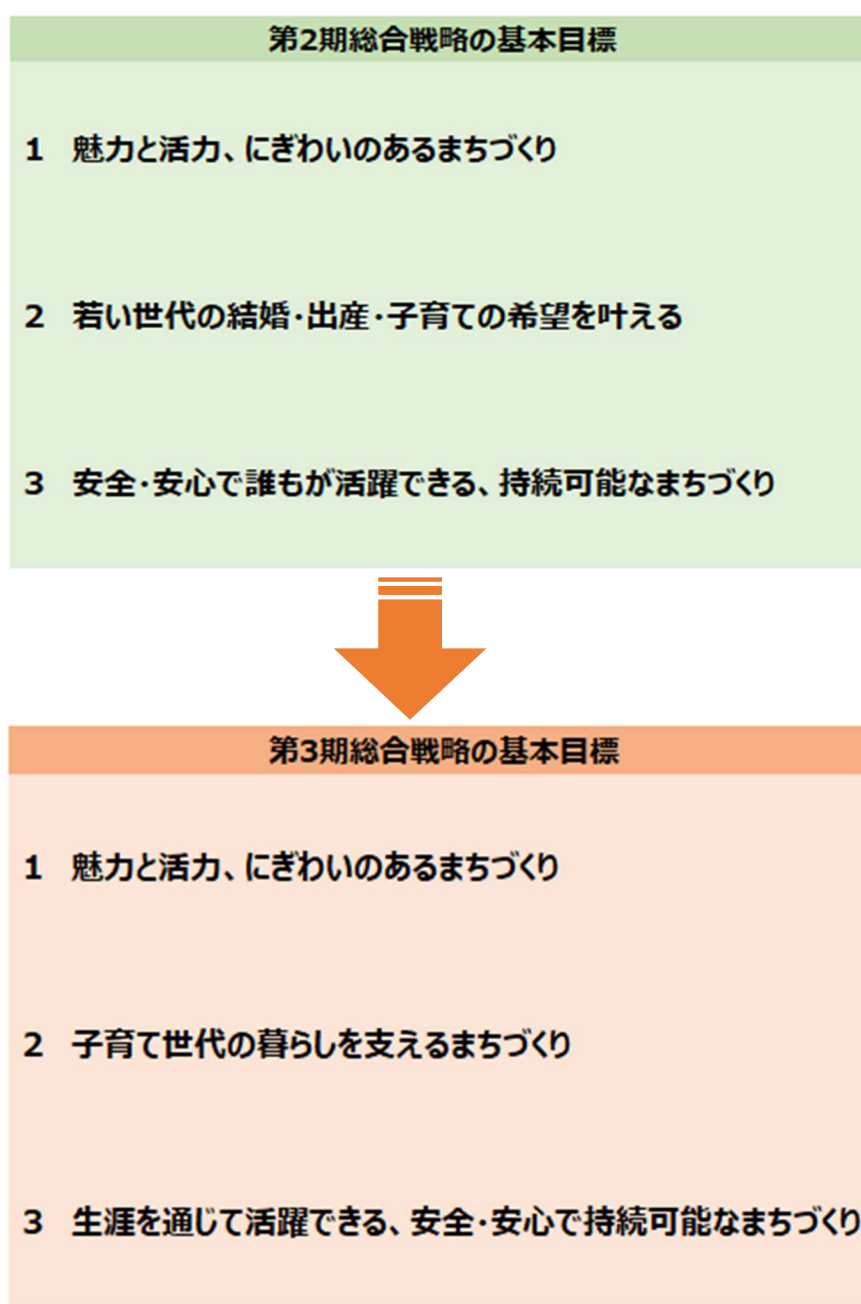 第2期総合戦略の基本目標
1 魅力と活力、にぎわいのあるまちづくり
2 若い世代の結婚・出産・子育ての希望を叶える
3 安全・安心で誰もが活躍できる、持続可能なまちづくり
第3期総合戦略の基本目標
1 魅力と活力、にぎわいのあるまちづくり
2 子育て世代の暮らしを支えるまちづくり
3 生涯を通じて活躍できる、安全・安心で持続可能なまちづくり